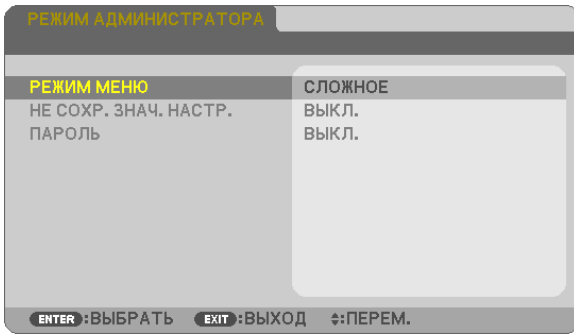 РЕЖИМ АДМИНИСТРАТОРА
РЕЖИМ МЕНЮ СЛОЖНОЕ
НЕ СОХР. ЗНАЧ. НАСТР. ВЫКЛ.
ПАРОЛЬ ВЫКЛ.
ENTER :ВЫБРАТЬ EXIT :ВЫХОД :ПЕРЕМ.